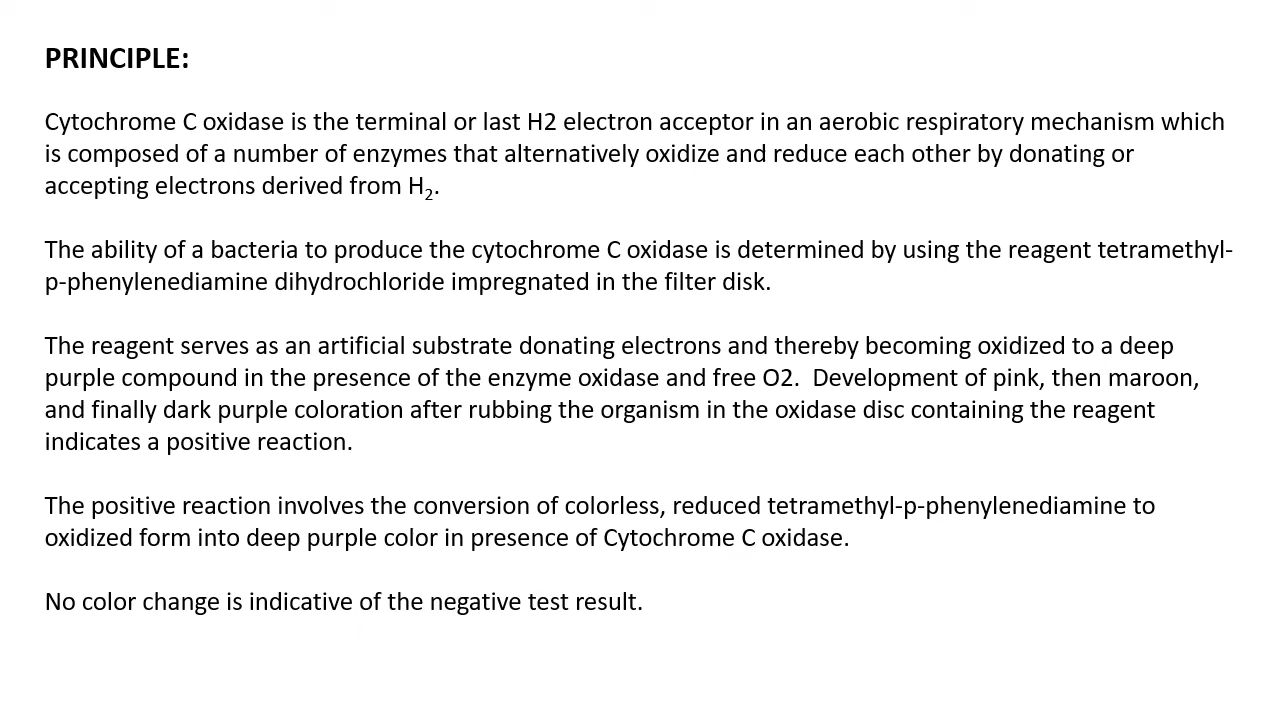 PRINCIPLE:
Cytochrome C oxidase is the terminal or last H2 electron acceptor in an aerobic respiratory mechanism which
is composed of a number of enzymes that alternatively oxidize and reduce each other by donating or
accepting electrons derived from H₂.
The ability of a bacteria to produce the cytochrome C oxidase is determined by using the reagent tetramethyl-
p-phenylenediamine dihydrochloride impregnated in the filter disk.
The reagent serves as an artificial substrate donating electrons and thereby becoming oxidized to a deep
purple compound in the presence of the enzyme oxidase and free O2.  Development of pink, then maroon,
and finally dark purple coloration after rubbing the organism in the oxidase disc containing the reagent
indicates a positive reaction.
The positive reaction involves the conversion of colorless, reduced tetramethyl-p-phenylenediamine to
oxidized form into deep purple color in presence of Cytochrome C oxidase.
No color change is indicative of the negative test result.